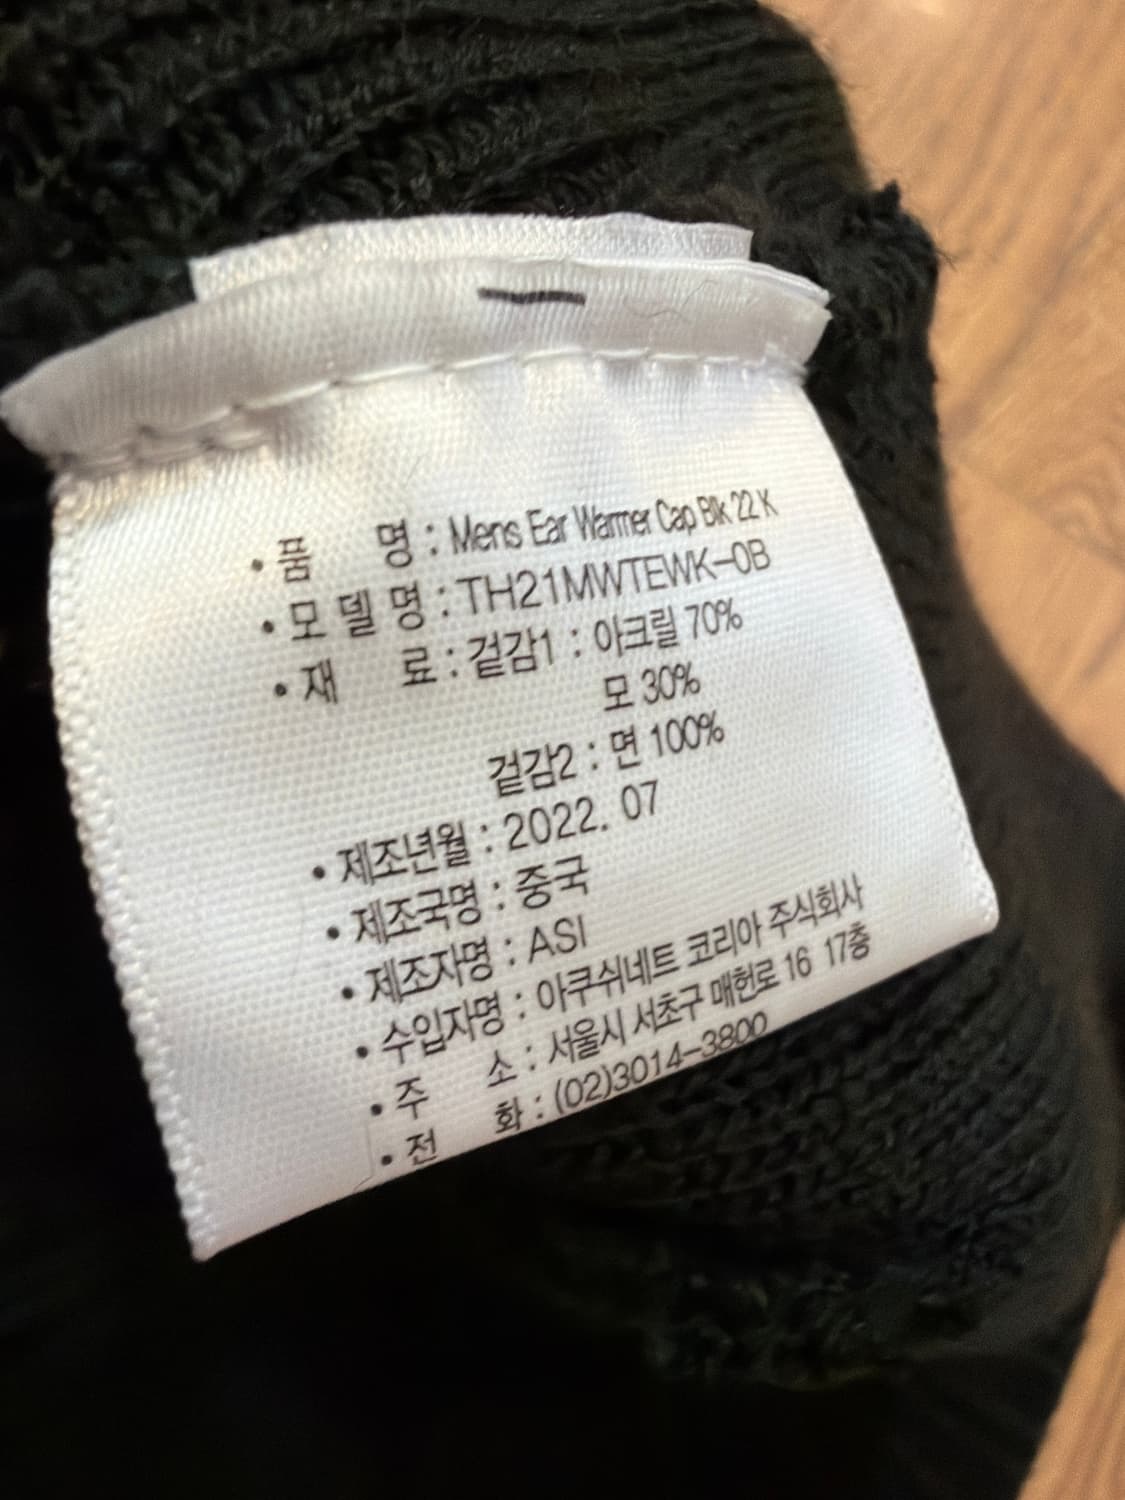 • 품 명 : Mens Ear Warmer Cap Blk 22 K
• 모 델 명 : TH21MWTEWK-0B
• 재 료 : 겉감1 : 아크릴 70%
모 30%
겉감2 : 면 100%
• 제조년월 : 2022. 07
• 제조국명 : 중국
• 제조자명 : ASI
• 수입자명 : 아쿠쉬네트 코리아 주식회사
• 주 소 : 서울시 서초구 매헌로 16 17층
• 전 화 : (02)3014-3800